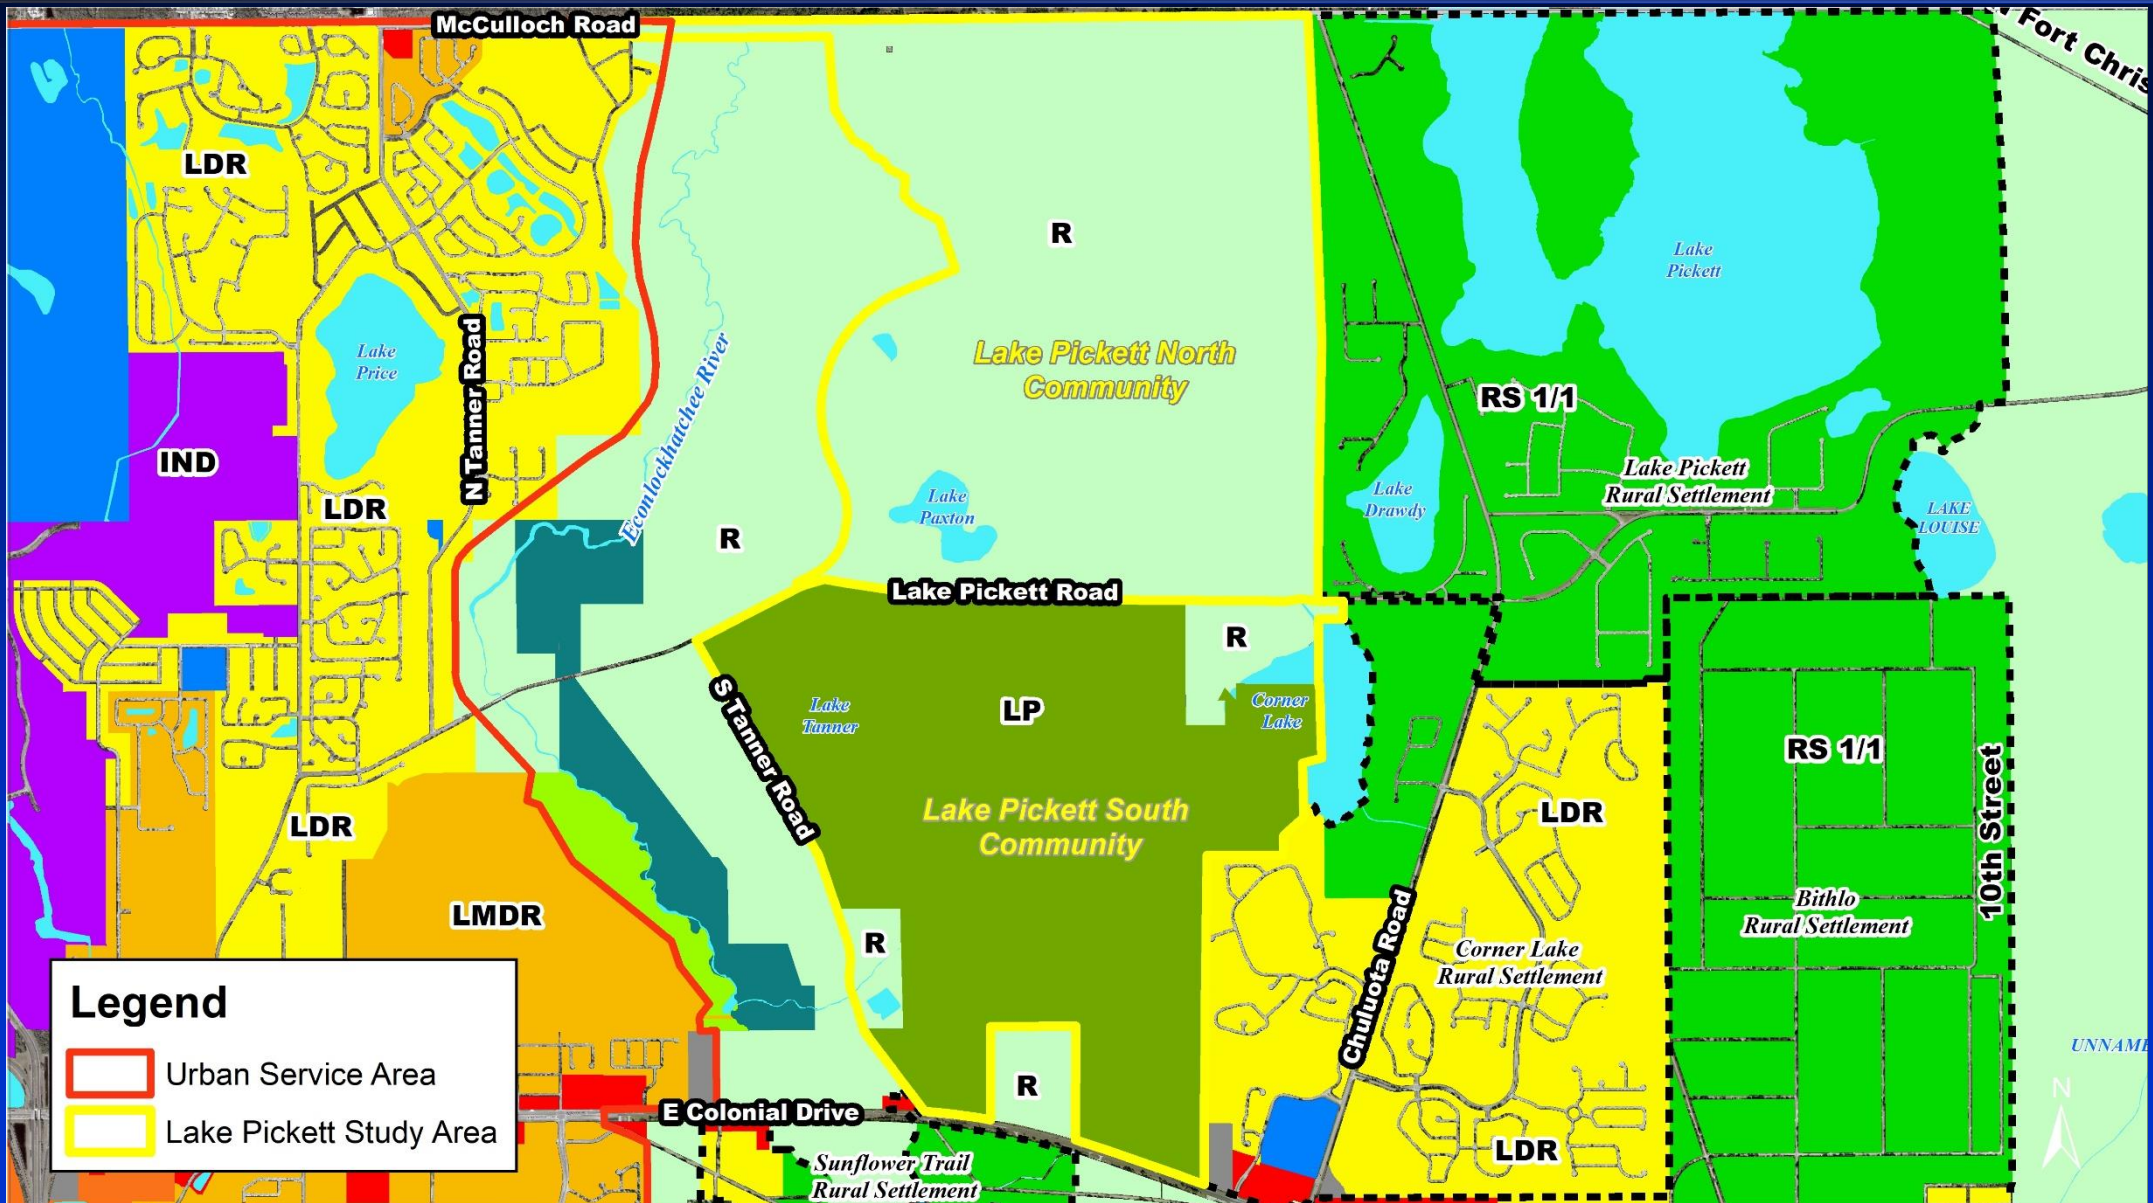 McCulloch Road
Fort Chris
LDR
R
Lake
Pickett
N Tanner Road
Lake
Price
Lake Pickett North
Community
Econlockhatchee River
RS 1/1
IND
Lake Pickett
Rural Settlement
LDR
Lake
Paxton
Lake
Drawdy
LAKE
LOUISE
R
Lake Pickett Road
R
S Tanner Road
Lake
Tanner
LP
Corner
Lake
RS 1/1
10th Street
LDR
Lake Pickett South
Community
LDR
LMDR
R
Chuluota Road
Corner Lake
Rural Settlement
Bithlo
Rural Settlement
Legend
Urban Service Area
Lake Pickett Study Area
R
E Colonial Drive
UNNAME
N
LDR
Sunflower Trail
Rural Settlement